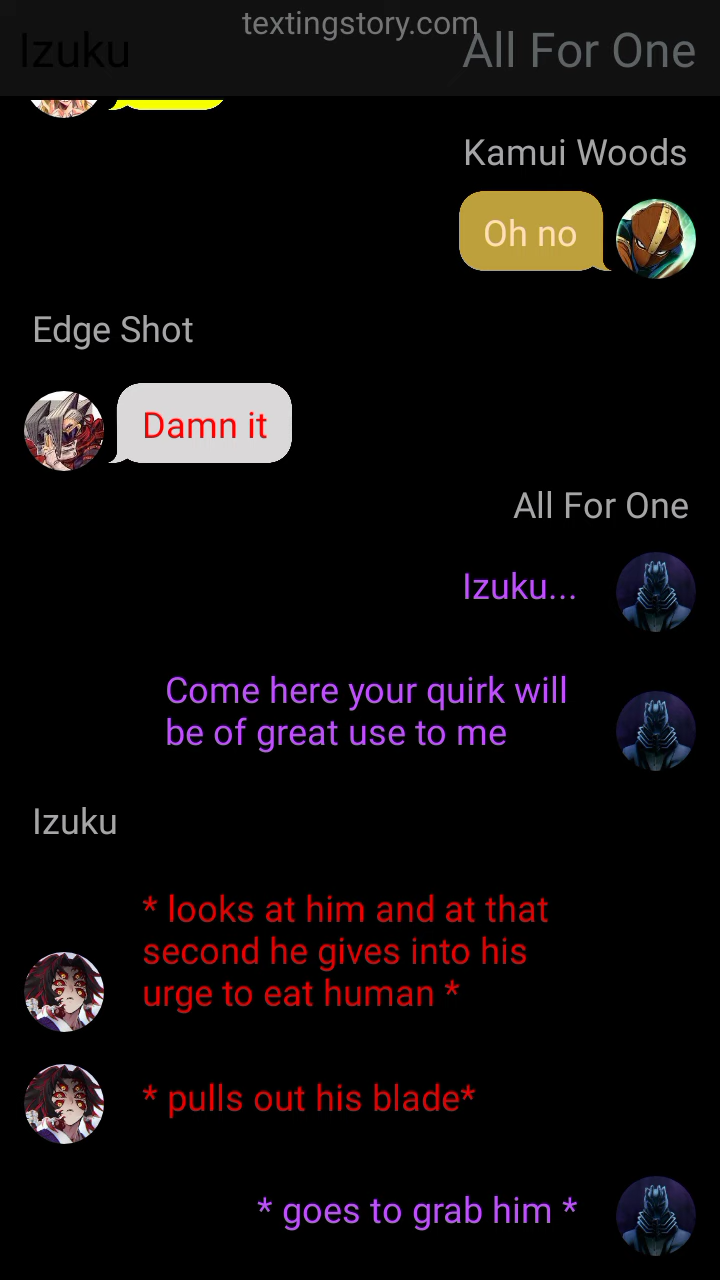 textingstory.com
Izuku
All For One
Kamui Woods
Oh no
Edge Shot
Damn it
All For One
Izuku...
Come here your quirk will
be of great use to me
Izuku
* looks at him and at that
second he gives into his
urge to eat human *
* pulls out his blade*
* goes to grab him *